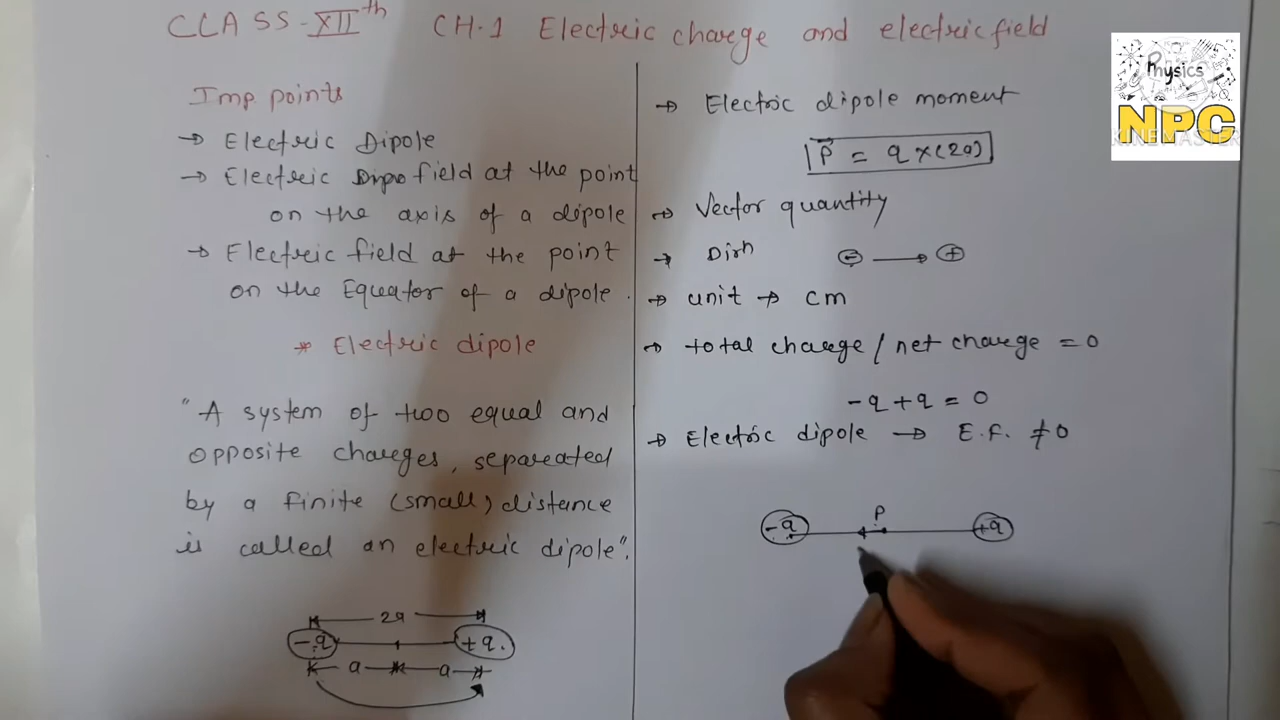 CLASS-XIIth CH.1 Electric charge and electric field
Imp points
→ Electric Dipole
→ Electric field at the point
on the axis of a dipole
→ Electric field at the point
on the Equator of a dipole.
* Electric dipole
"A system of two equal and
opposite charges, separeated
by a finite (small) distance
is called an electric dipole".
2a
-q +q
a a
→ Electric dipole moment
P = q×(2a)
→ Vector quantity
→ Dirn - → +
→ unit → cm
→ total charge/net charge = 0
-q+q=0
→ Electric dipole → E.F. ≠0
P
-q +q
Physics
NPC
KINEMASTER